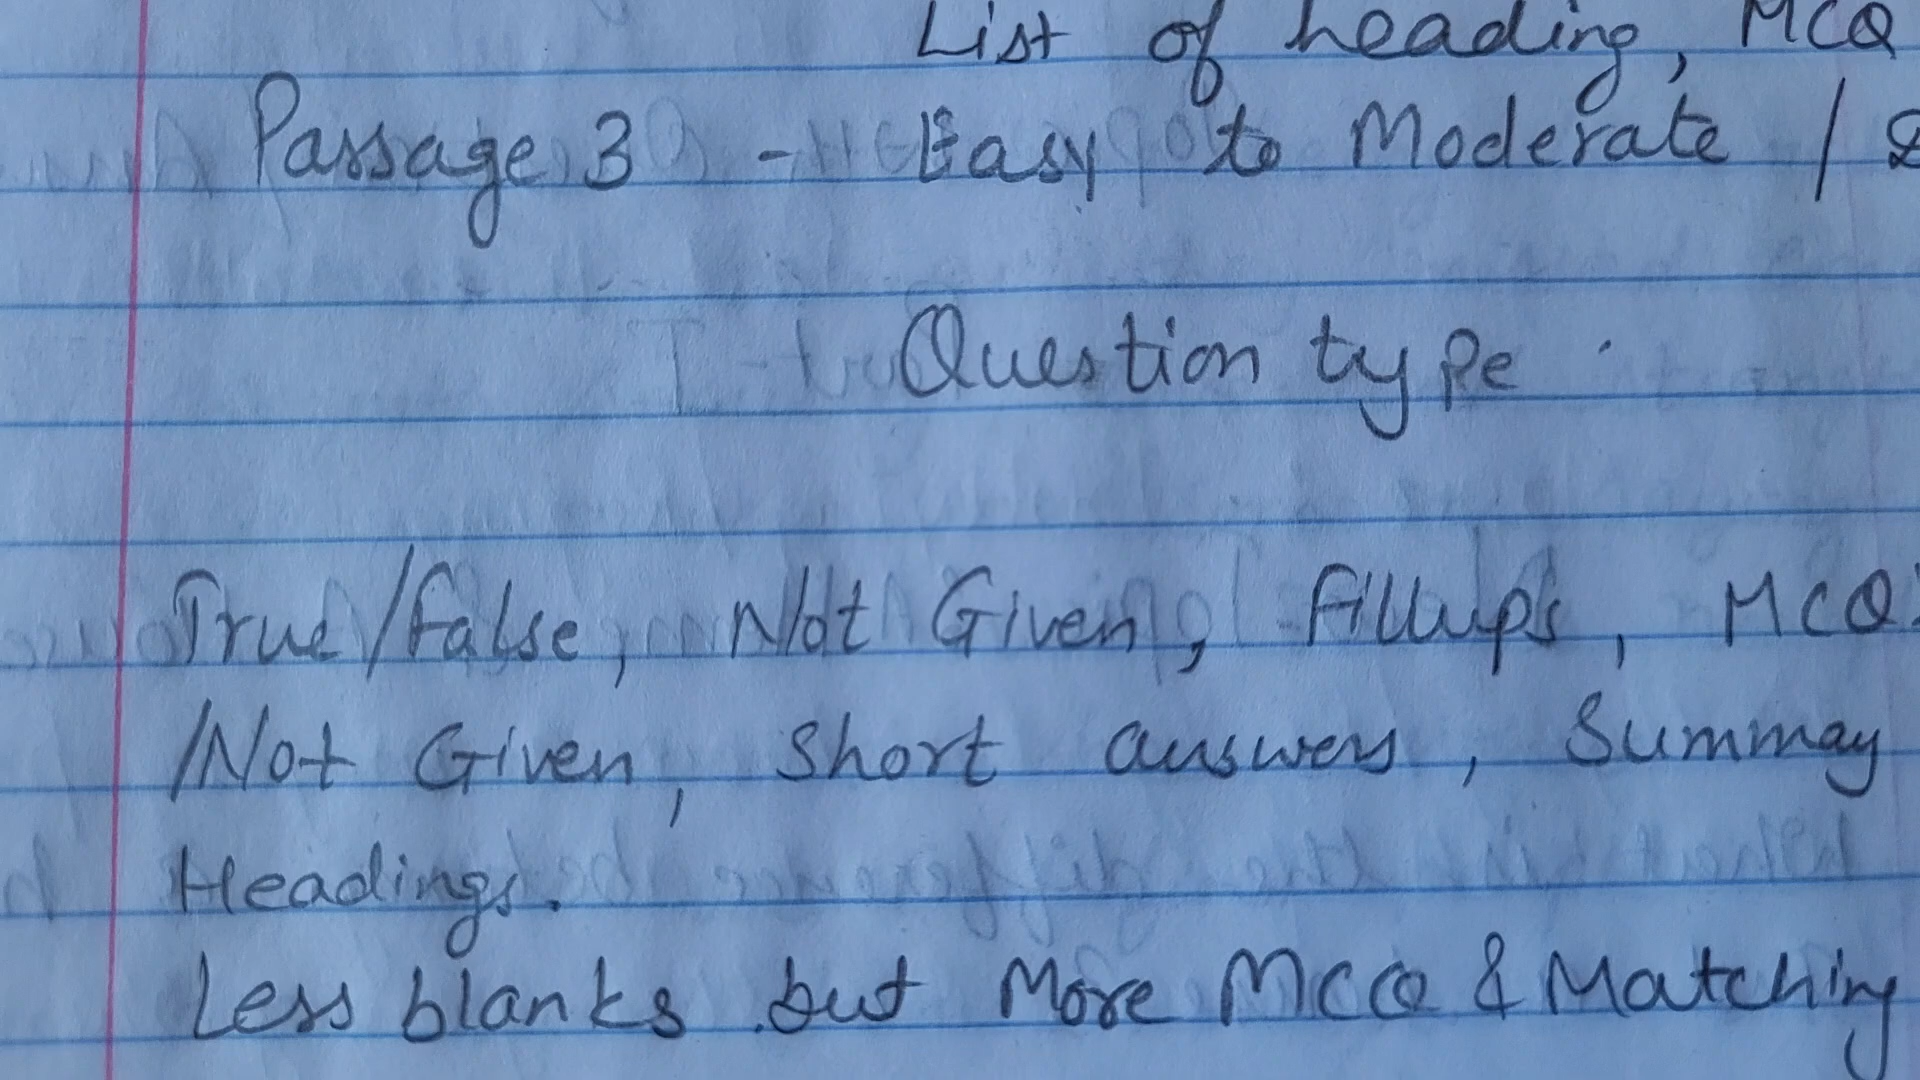 List of heading, MCQ
Passage 3 - Easy to Moderate /
Question type
True/False, Not Given, Fillups, MCQ
/Not Given, Short answers, Summay
Headings.
Less blanks but More MCQ & Matching